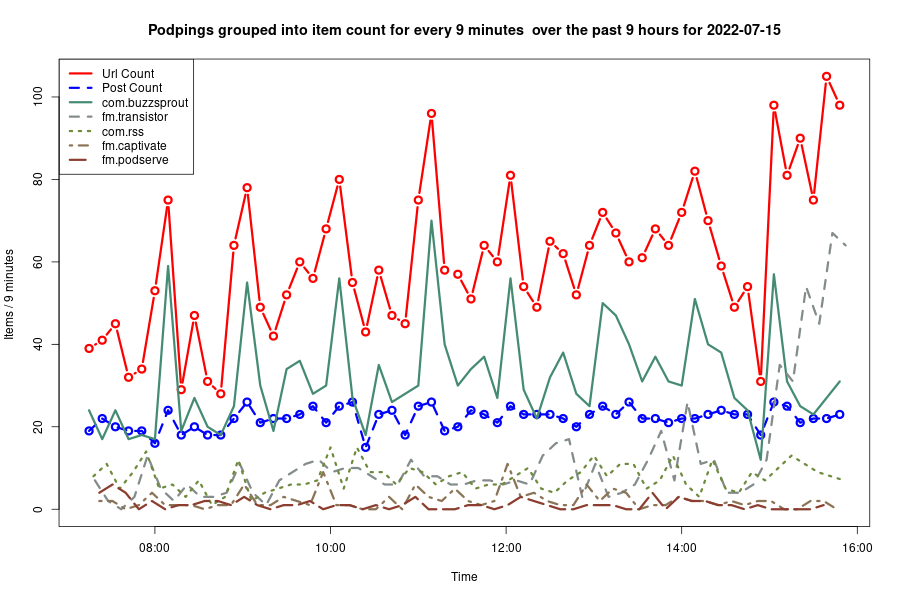 Podpings grouped into item count for every 9 minutes  over the past 9 hours for 2022-07-15
Url Count
Post Count
com.buzzsprout
fm.transistor
com.rss
fm.captivate
fm.podserve
100
80
60
40
20
0
items / 9 minutes
08:00 10:00 12:00 14:00 16:00
Time